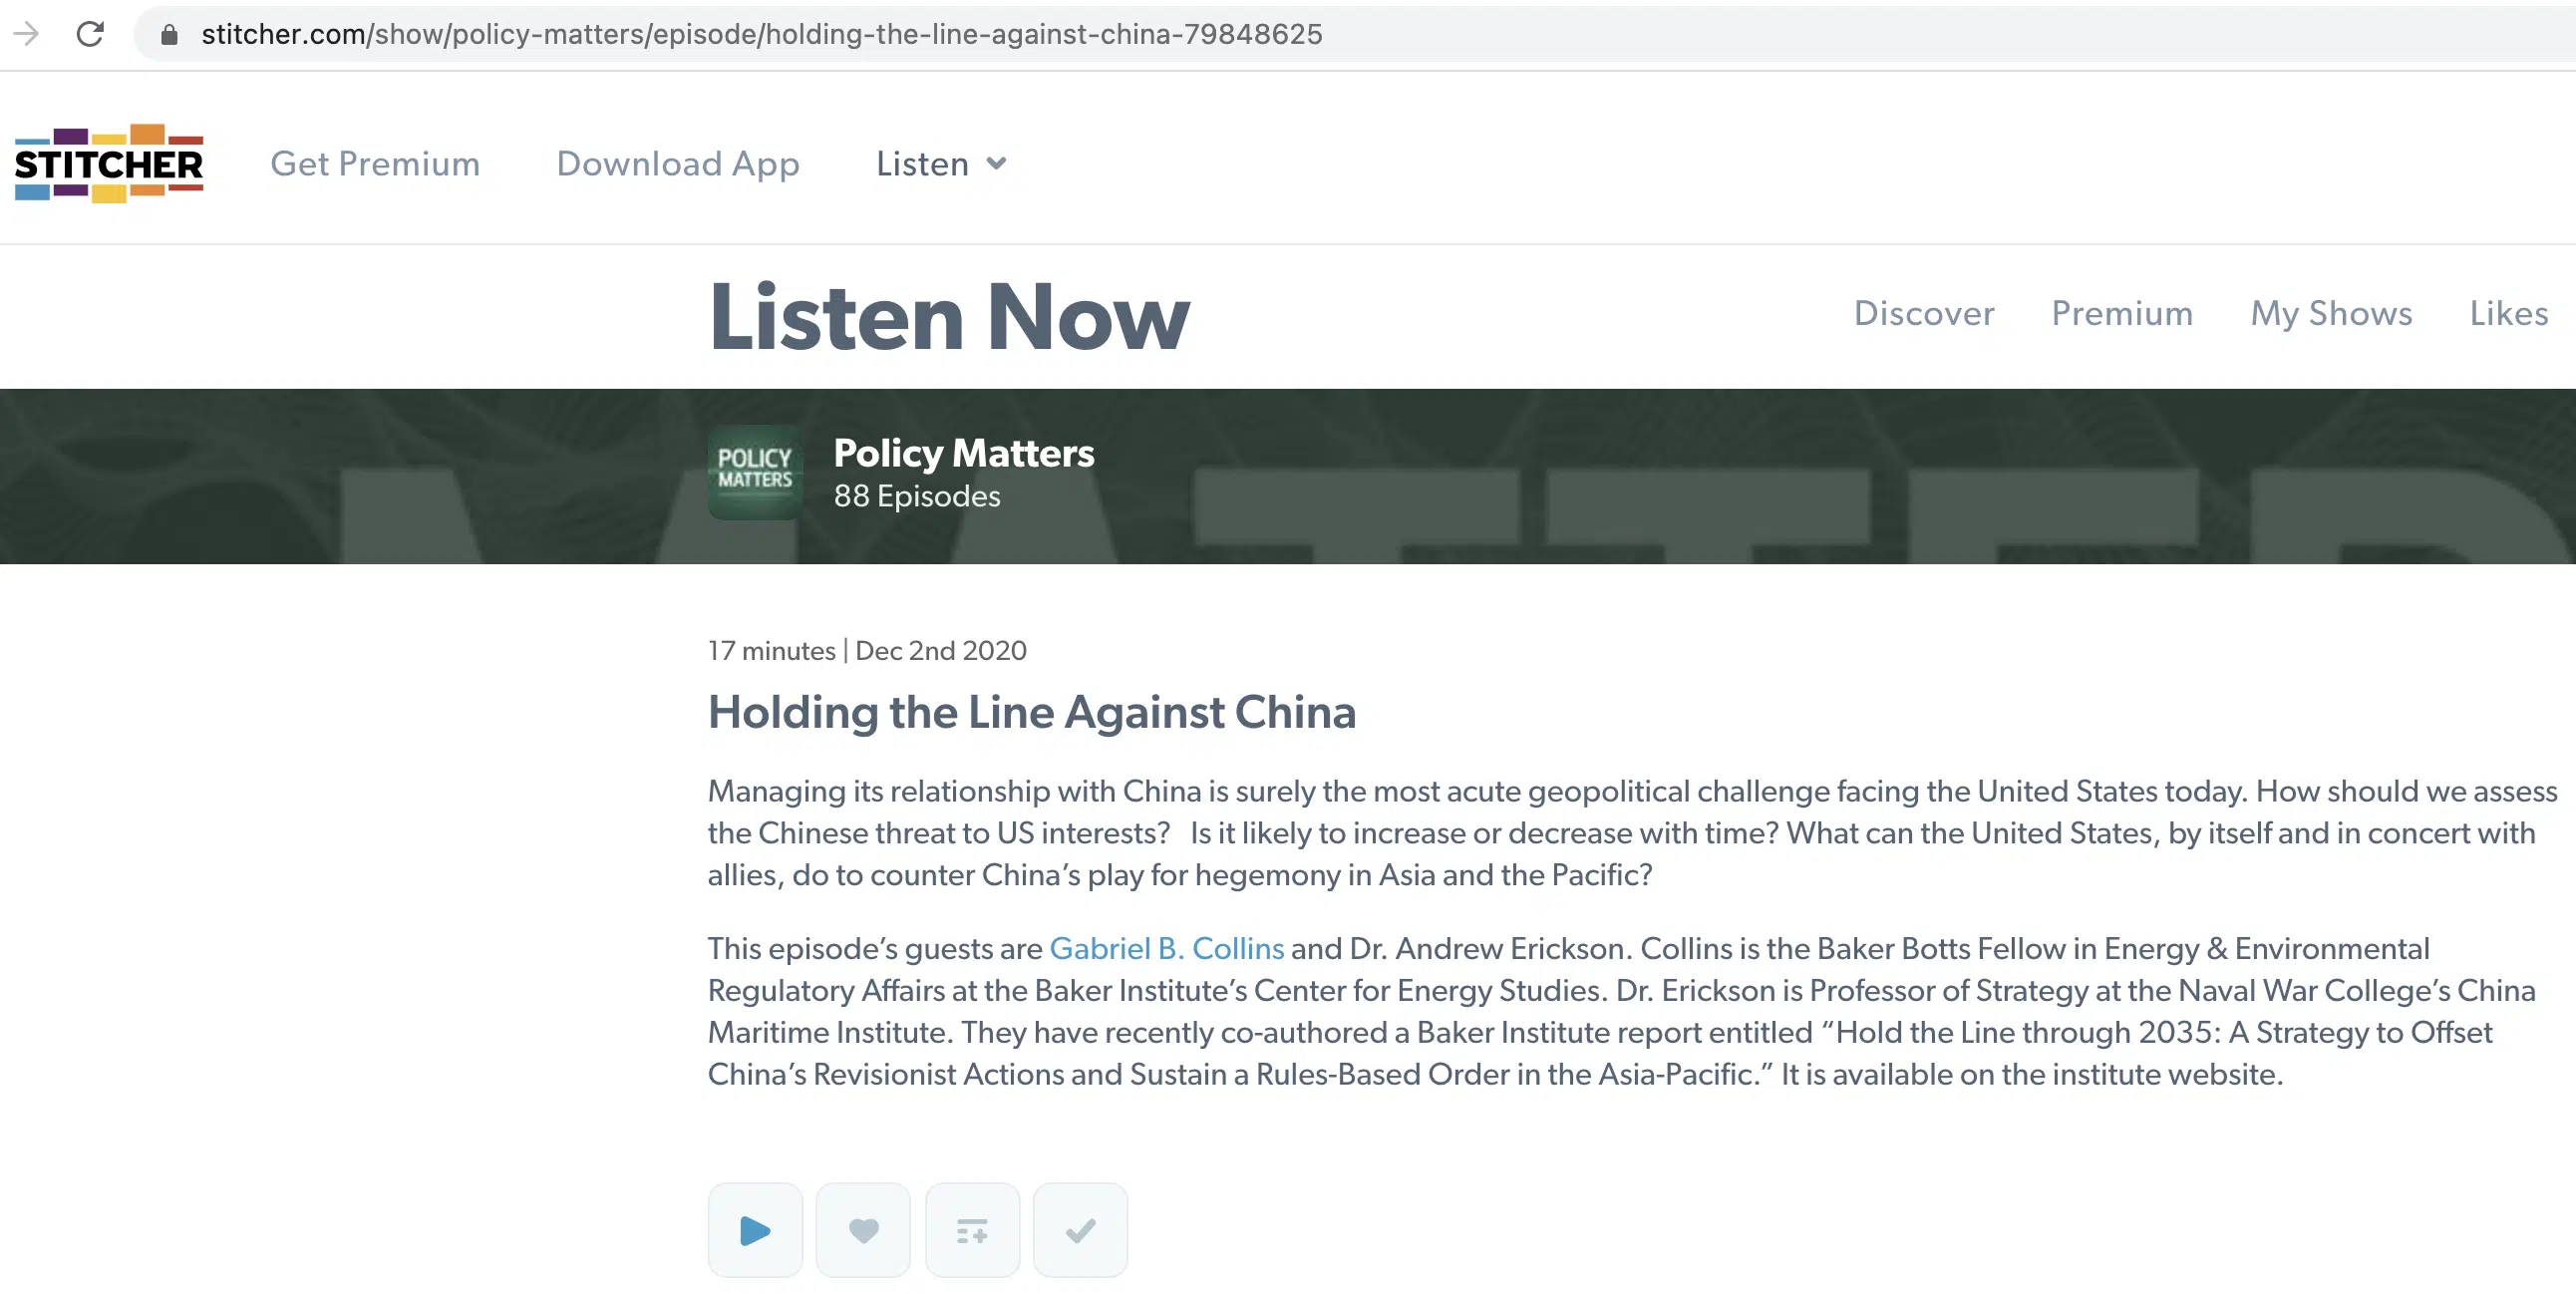 stitcher.com/show/policy-matters/episode/holding-the-line-against-china-79848625
STITCHER
Get Premium
Download App
Listen
Listen Now
Discover
Premium
My Shows
Likes
POLICY
MATTERS
Policy Matters
88 Episodes
17 minutes | Dec 2nd 2020
Holding the Line Against China
Managing its relationship with China is surely the most acute geopolitical challenge facing the United States today. How should we assess
the Chinese threat to US interests?   Is it likely to increase or decrease with time? What can the United States, by itself and in concert with
allies, do to counter China’s play for hegemony in Asia and the Pacific?
This episode’s guests are Gabriel B. Collins and Dr. Andrew Erickson. Collins is the Baker Botts Fellow in Energy & Environmental
Regulatory Affairs at the Baker Institute’s Center for Energy Studies. Dr. Erickson is Professor of Strategy at the Naval War College’s China
Maritime Institute. They have recently co-authored a Baker Institute report entitled “Hold the Line through 2035: A Strategy to Offset
China’s Revisionist Actions and Sustain a Rules-Based Order in the Asia-Pacific.” It is available on the institute website.